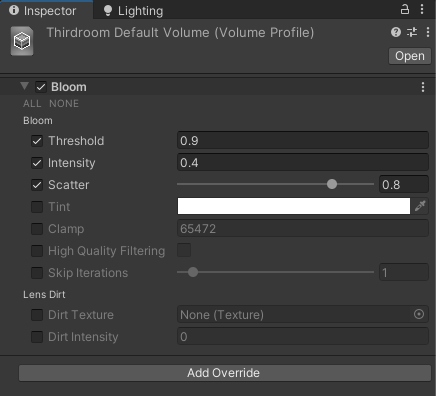 Inspector Lighting
Thirdroom Default Volume (Volume Profile)
Open
Bloom
ALL NONE
Bloom
Threshold 0.9
Intensity 0.4
Scatter 0.8
Tint
Clamp 65472
High Quality Filtering
Skip Iterations 1
Lens Dirt
Dirt Texture None (Texture)
Dirt Intensity 0
Add Override